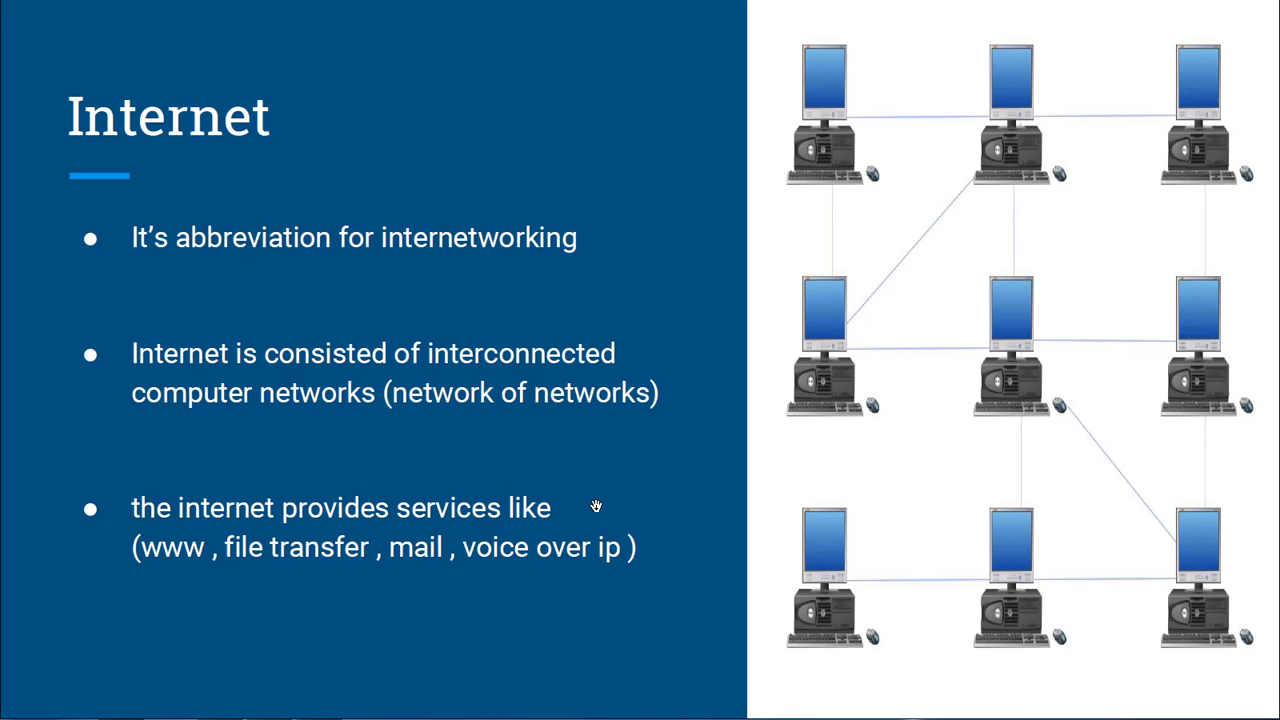 Internet
● It’s abbreviation for internetworking
● Internet is consisted of interconnected
computer networks (network of networks)
● the internet provides services like
(www , file transfer , mail , voice over ip )